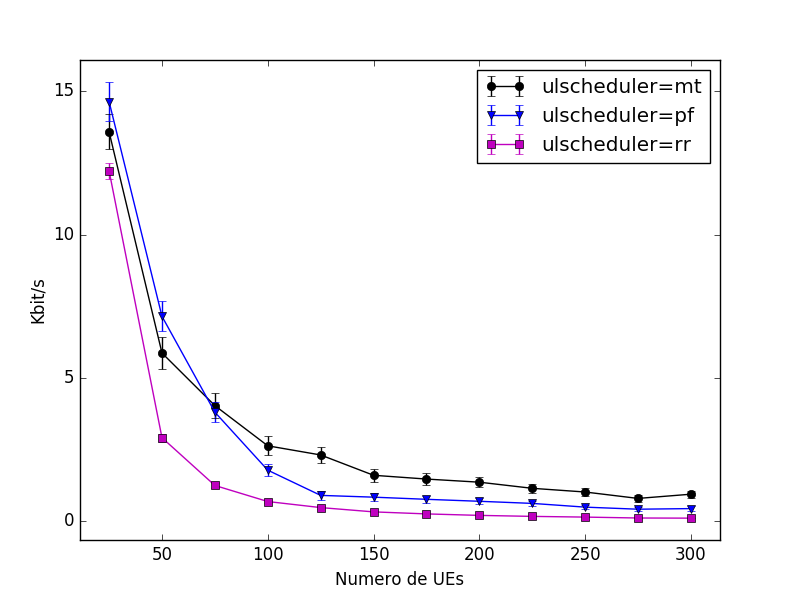 ulscheduler=mt
ulscheduler=pf
ulscheduler=rr
15
10
5
0
Kbit/s
50 100 150 200 250 300
Numero de UEs